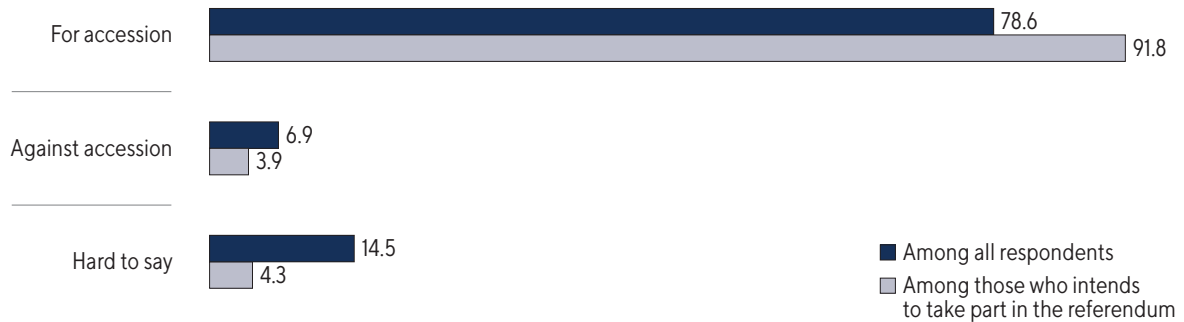 For accession
78.6
91.8
Against accession
6.9
3.9
Hard to say
14.5
4.3
Among all respondents
Among those who intends
to take part in the referendum